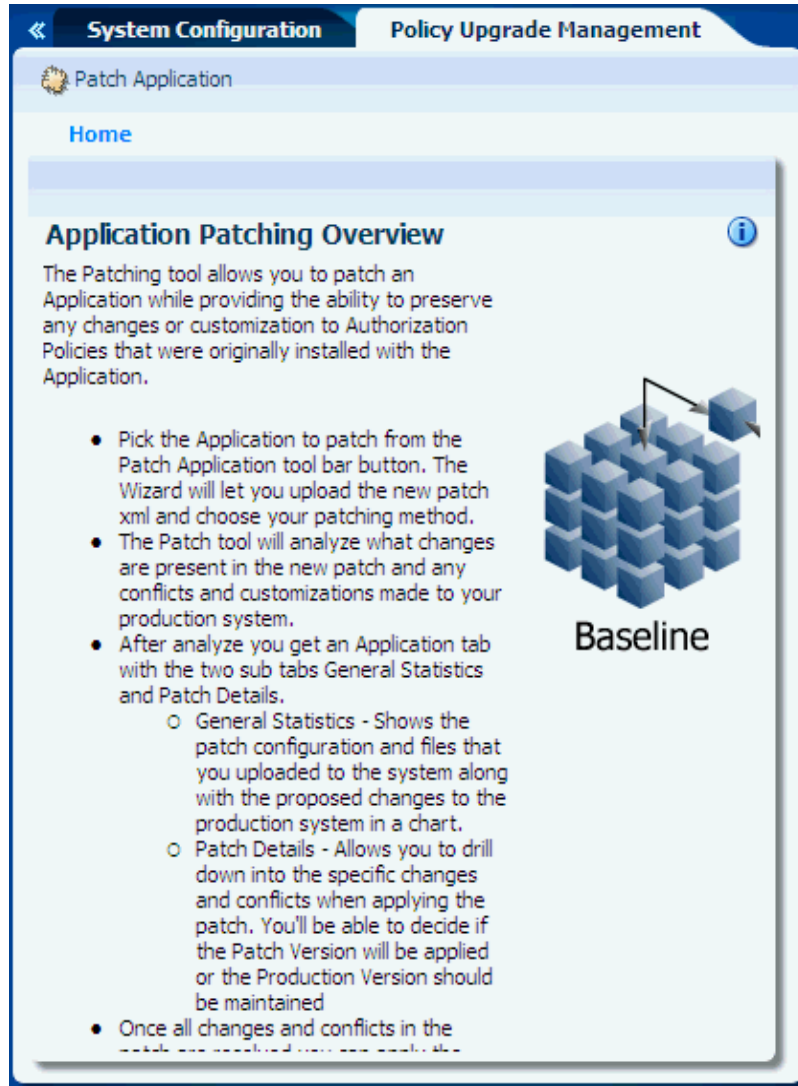 « System Configuration Policy Upgrade Management
Patch Application
Home
Application Patching Overview
The Patching tool allows you to patch an
Application while providing the ability to preserve
any changes or customization to Authorization
Policies that were originally installed with the
Application.
● Pick the Application to patch from the
Patch Application tool bar button. The
Wizard will let you upload the new patch
xml and choose your patching method.
● The Patch tool will analyze what changes
are present in the new patch and any
conflicts and customizations made to your
production system.
● After analyze you get an Application tab
with the two sub tabs General Statistics
and Patch Details.
○ General Statistics - Shows the
patch configuration and files that
you uploaded to the system along
with the proposed changes to the
production system in a chart.
○ Patch Details - Allows you to drill
down into the specific changes
and conflicts when applying the
patch. You'll be able to decide if
the Patch Version will be applied
or the Production Version should
be maintained
● Once all changes and conflicts in the
Baseline